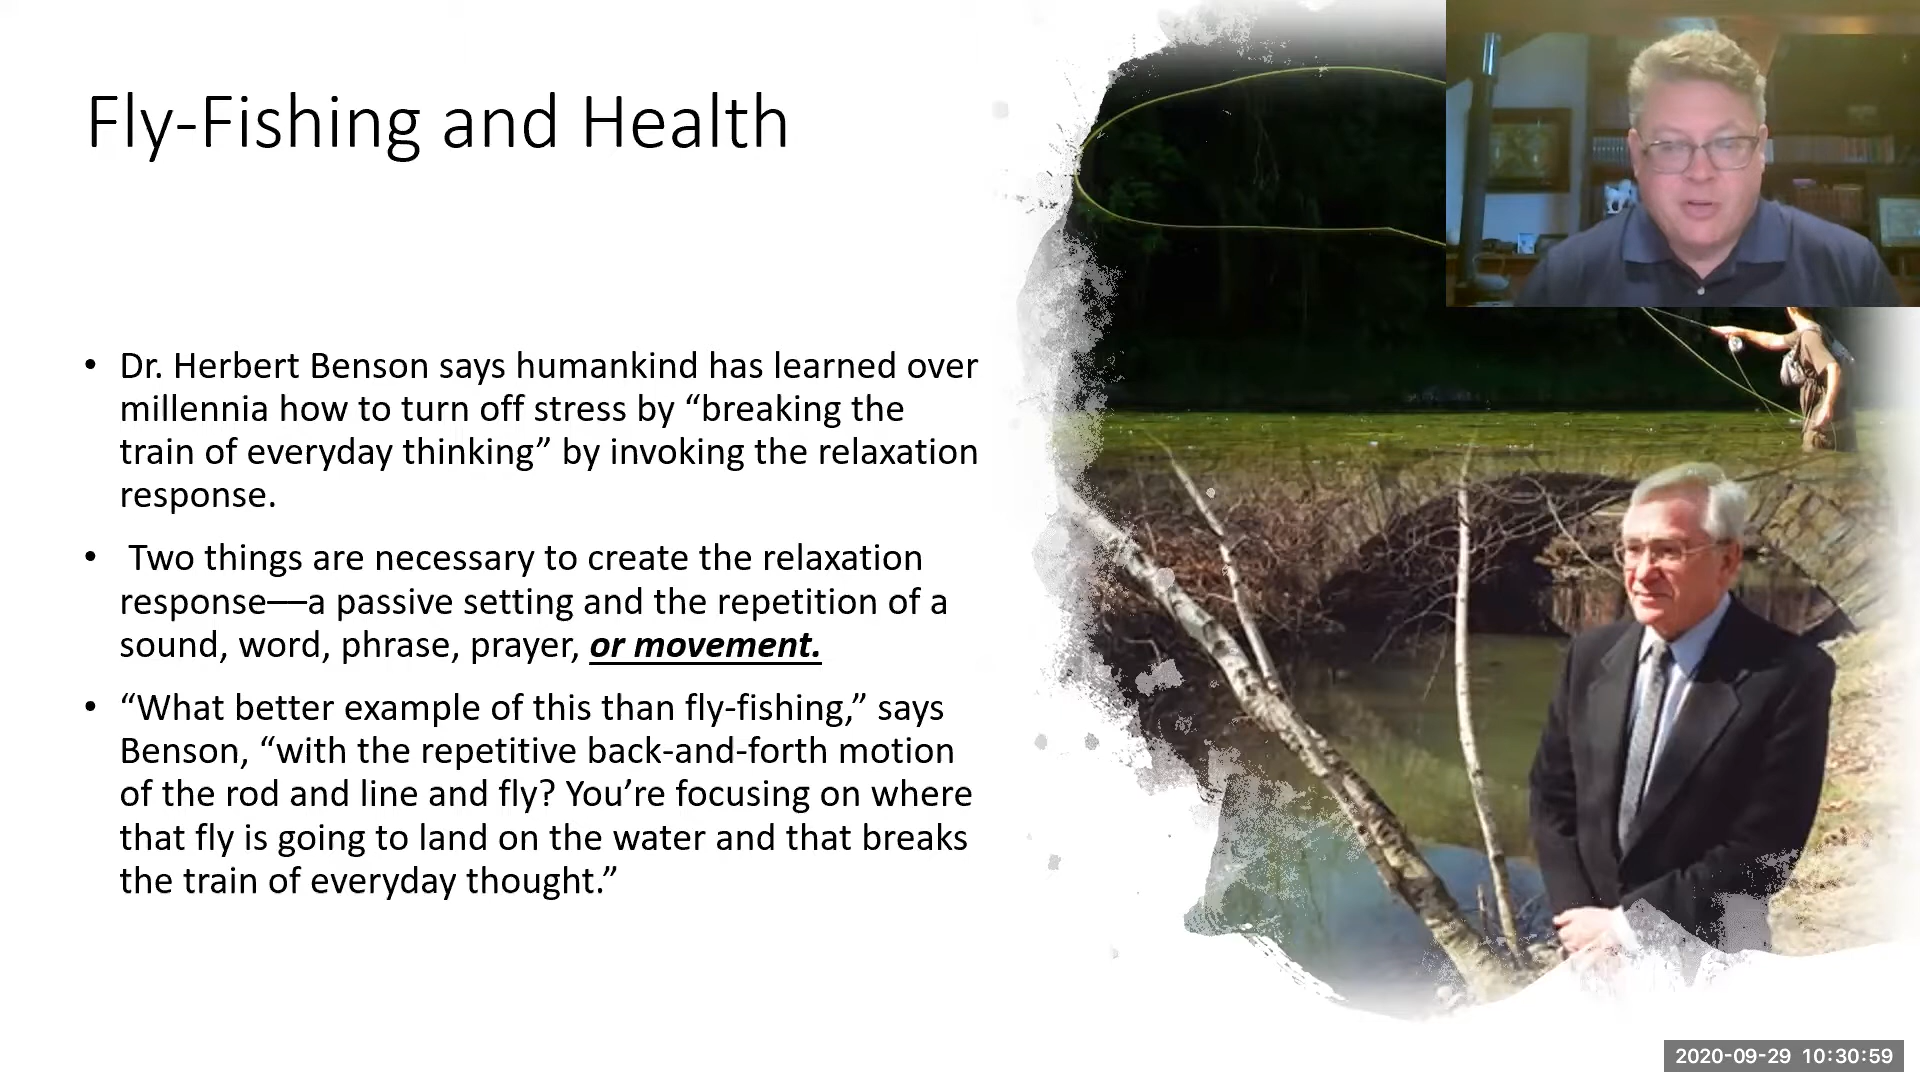 Fly-Fishing and Health
• Dr. Herbert Benson says humankind has learned over
millennia how to turn off stress by “breaking the
train of everyday thinking” by invoking the relaxation
response.
• Two things are necessary to create the relaxation
response—a passive setting and the repetition of a
sound, word, phrase, prayer, or movement.
• “What better example of this than fly-fishing,” says
Benson, “with the repetitive back-and-forth motion
of the rod and line and fly? You’re focusing on where
that fly is going to land on the water and that breaks
the train of everyday thought.”
2020-09-29 10:30:59